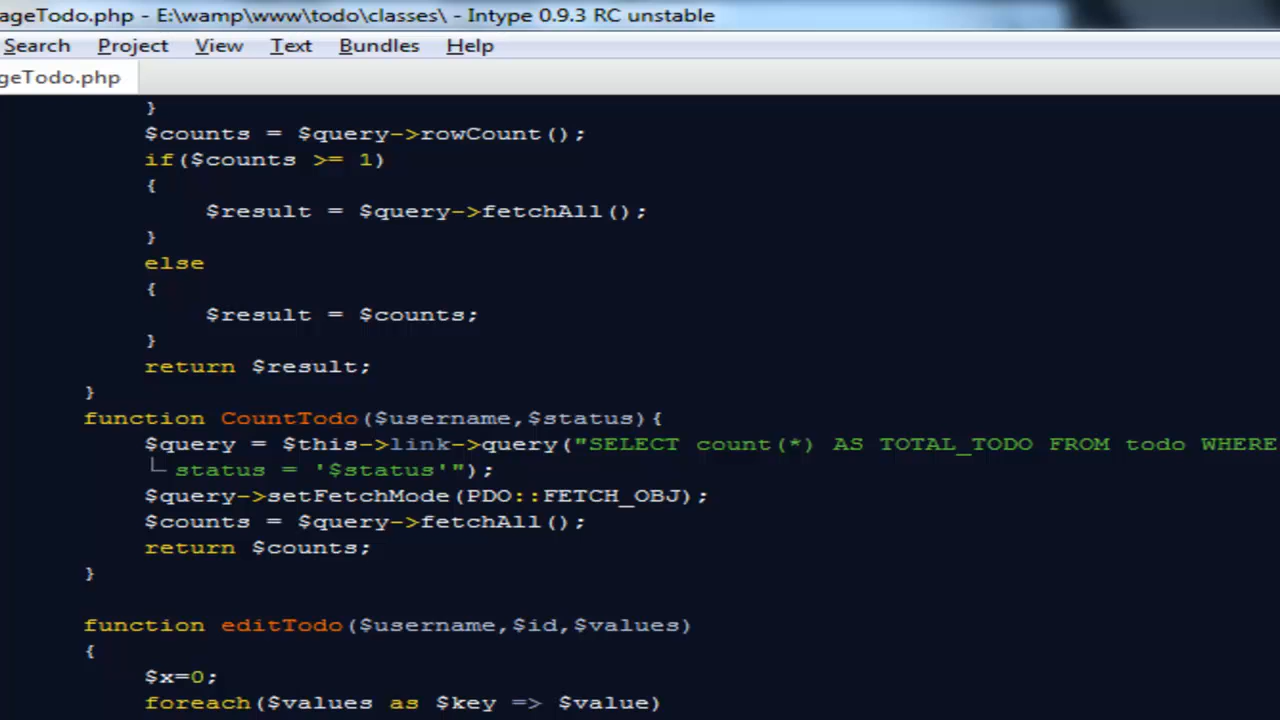 ageTodo.php - E:\wamp\www\todo\classes\ - Intype 0.9.3 RC unstable
Search Project View Text Bundles Help
geTodo.php
}
$counts = $query->rowCount();
if($counts >= 1)
{
$result = $query->fetchAll();
}
else
{
$result = $counts;
}
return $result;
}
function CountTodo($username,$status){
$query = $this->link->query("SELECT count(*) AS TOTAL_TODO FROM todo WHERE
status = '$status'");
$query->setFetchMode(PDO::FETCH_OBJ);
$counts = $query->fetchAll();
return $counts;
}
function editTodo($username,$id,$values)
{
$x=0;
foreach($values as $key => $value)